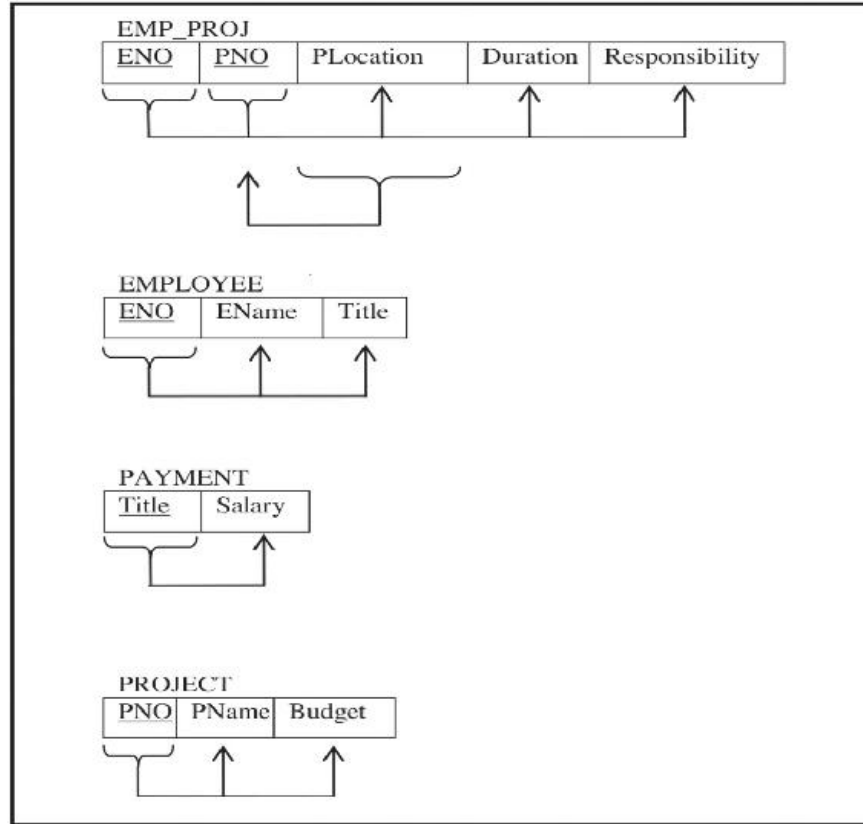 EMP_PROJ
ENO PNO PLocation Duration Responsibility
EMPLOYEE
ENO EName Title
PAYMENT
Title Salary
PROJECT
PNO PName Budget